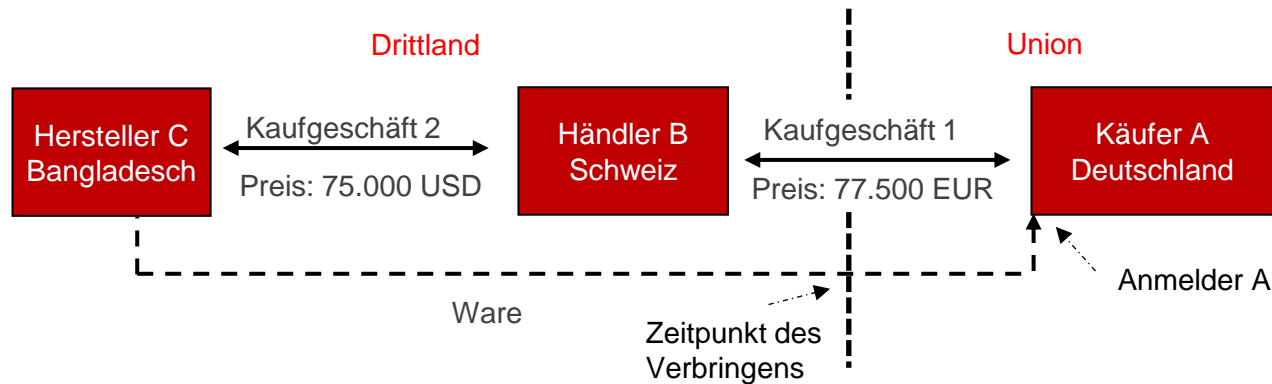 Drittland
Union
Hersteller C
Bangladesch
Kaufgeschäft 2
Preis: 75.000 USD
Händler B
Schweiz
Kaufgeschäft 1
Preis: 77.500 EUR
Käufer A
Deutschland
Ware
Zeitpunkt des
Verbringens
Anmelder A